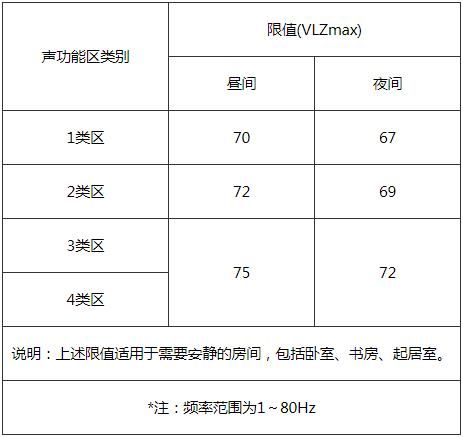 声功能区类别
限值(VLZmax)
昼间
夜间
1类区
70
67
2类区
72
69
3类区
75
72
4类区
说明：上述限值适用于需要安静的房间，包括卧室、书房、起居室。
*注：频率范围为1～80Hz